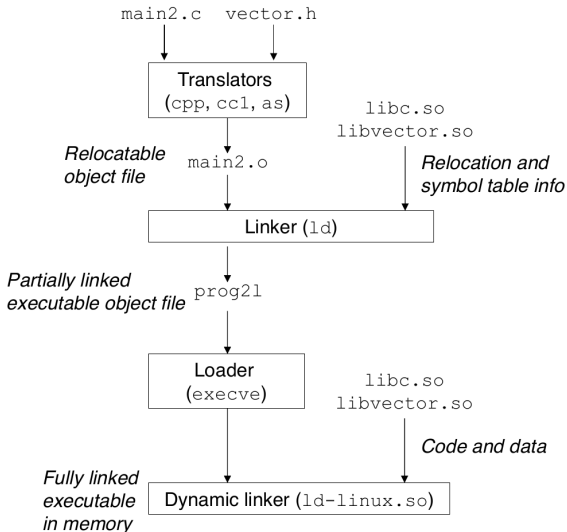 main2.c vector.h
Translators
(cpp, cc1, as)
libc.so
libvector.so
Relocatable
object file
main2.o
Relocation and
symbol table info
Linker (ld)
Partially linked
executable object file
prog2l
Loader
(execve)
libc.so
libvector.so
Code and data
Fully linked
executable
in memory
Dynamic linker (ld-linux.so)